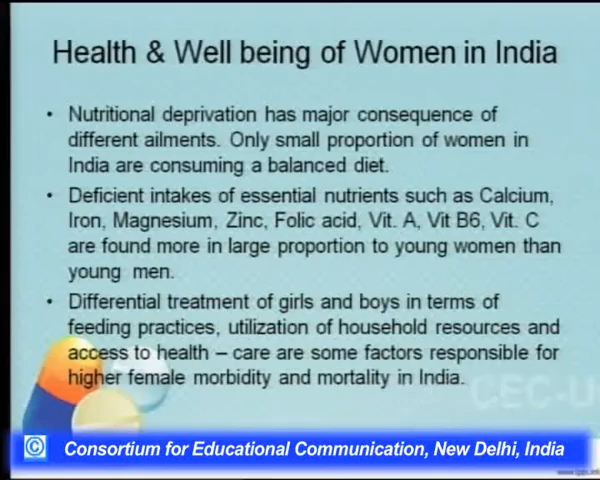 Health & Well being of Women in India
• Nutritional deprivation has major consequence of
different ailments. Only small proportion of women in
India are consuming a balanced diet.
• Deficient intakes of essential nutrients such as Calcium,
Iron, Magnesium, Zinc, Folic acid, Vit. A, Vit B6, Vit. C
are found more in large proportion to young women than
young men.
• Differential treatment of girls and boys in terms of
feeding practices, utilization of household resources and
access to health – care are some factors responsible for
higher female morbidity and mortality in India.
CEC-U
© Consortium for Educational Communication, New Delhi, India